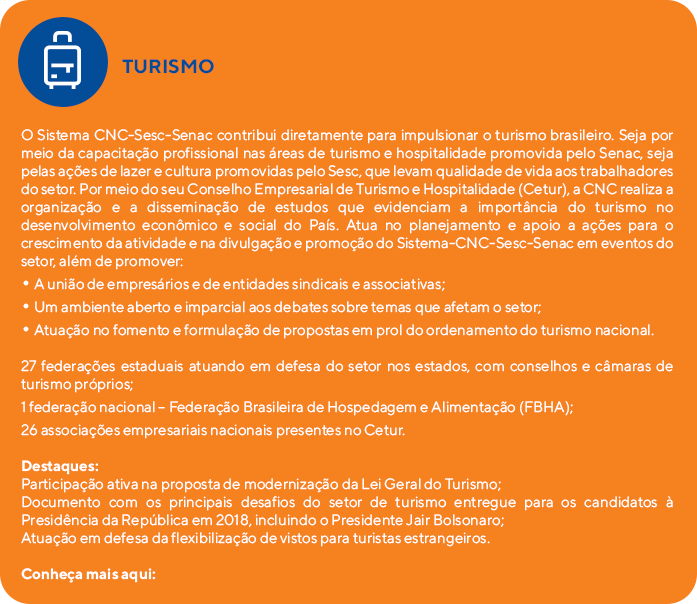 TURISMO
O Sistema CNC-Sesc-Senac contribui diretamente para impulsionar o turismo brasileiro. Seja por
meio da capacitação profissional nas áreas de turismo e hospitalidade promovida pelo Senac, seja
pelas ações de lazer e cultura promovidas pelo Sesc, que levam qualidade de vida aos trabalhadores
do setor. Por meio do seu Conselho Empresarial de Turismo e Hospitalidade (Cetur), a CNC realiza a
organização e a disseminação de estudos que evidenciam a importância do turismo no
desenvolvimento econômico e social do País. Atua no planejamento e apoio a ações para o
crescimento da atividade e na divulgação e promoção do Sistema-CNC-Sesc-Senac em eventos do
setor, além de promover:
• A união de empresários e de entidades sindicais e associativas;
• Um ambiente aberto e imparcial aos debates sobre temas que afetam o setor;
• Atuação no fomento e formulação de propostas em prol do ordenamento do turismo nacional.
27 federações estaduais atuando em defesa do setor nos estados, com conselhos e câmaras de
turismo próprios;
1 federação nacional – Federação Brasileira de Hospedagem e Alimentação (FBHA);
26 associações empresariais nacionais presentes no Cetur.
Destaques:
Participação ativa na proposta de modernização da Lei Geral do Turismo;
Documento com os principais desafios do setor de turismo entregue para os candidatos à
Presidência da República em 2018, incluindo o Presidente Jair Bolsonaro;
Atuação em defesa da flexibilização de vistos para turistas estrangeiros.
Conheça mais aqui: